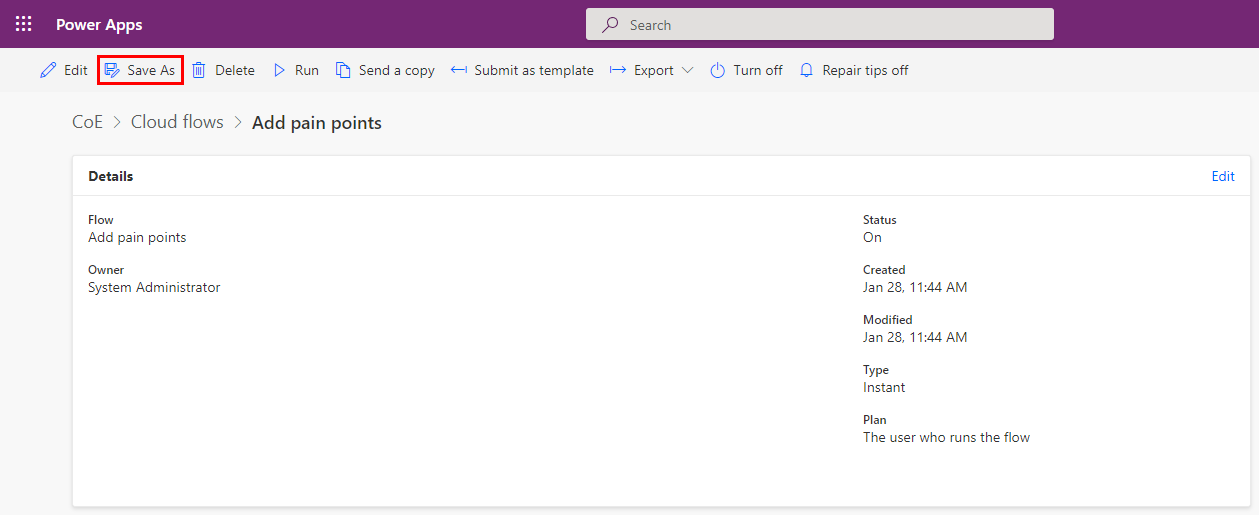 Power Apps
Search
Edit Save As Delete Run Send a copy Submit as template Export Turn off Repair tips off
CoE > Cloud flows > Add pain points
Details
Edit
Flow
Add pain points
Owner
System Administrator
Status
On
Created
Jan 28, 11:44 AM
Modified
Jan 28, 11:44 AM
Type
Instant
Plan
The user who runs the flow